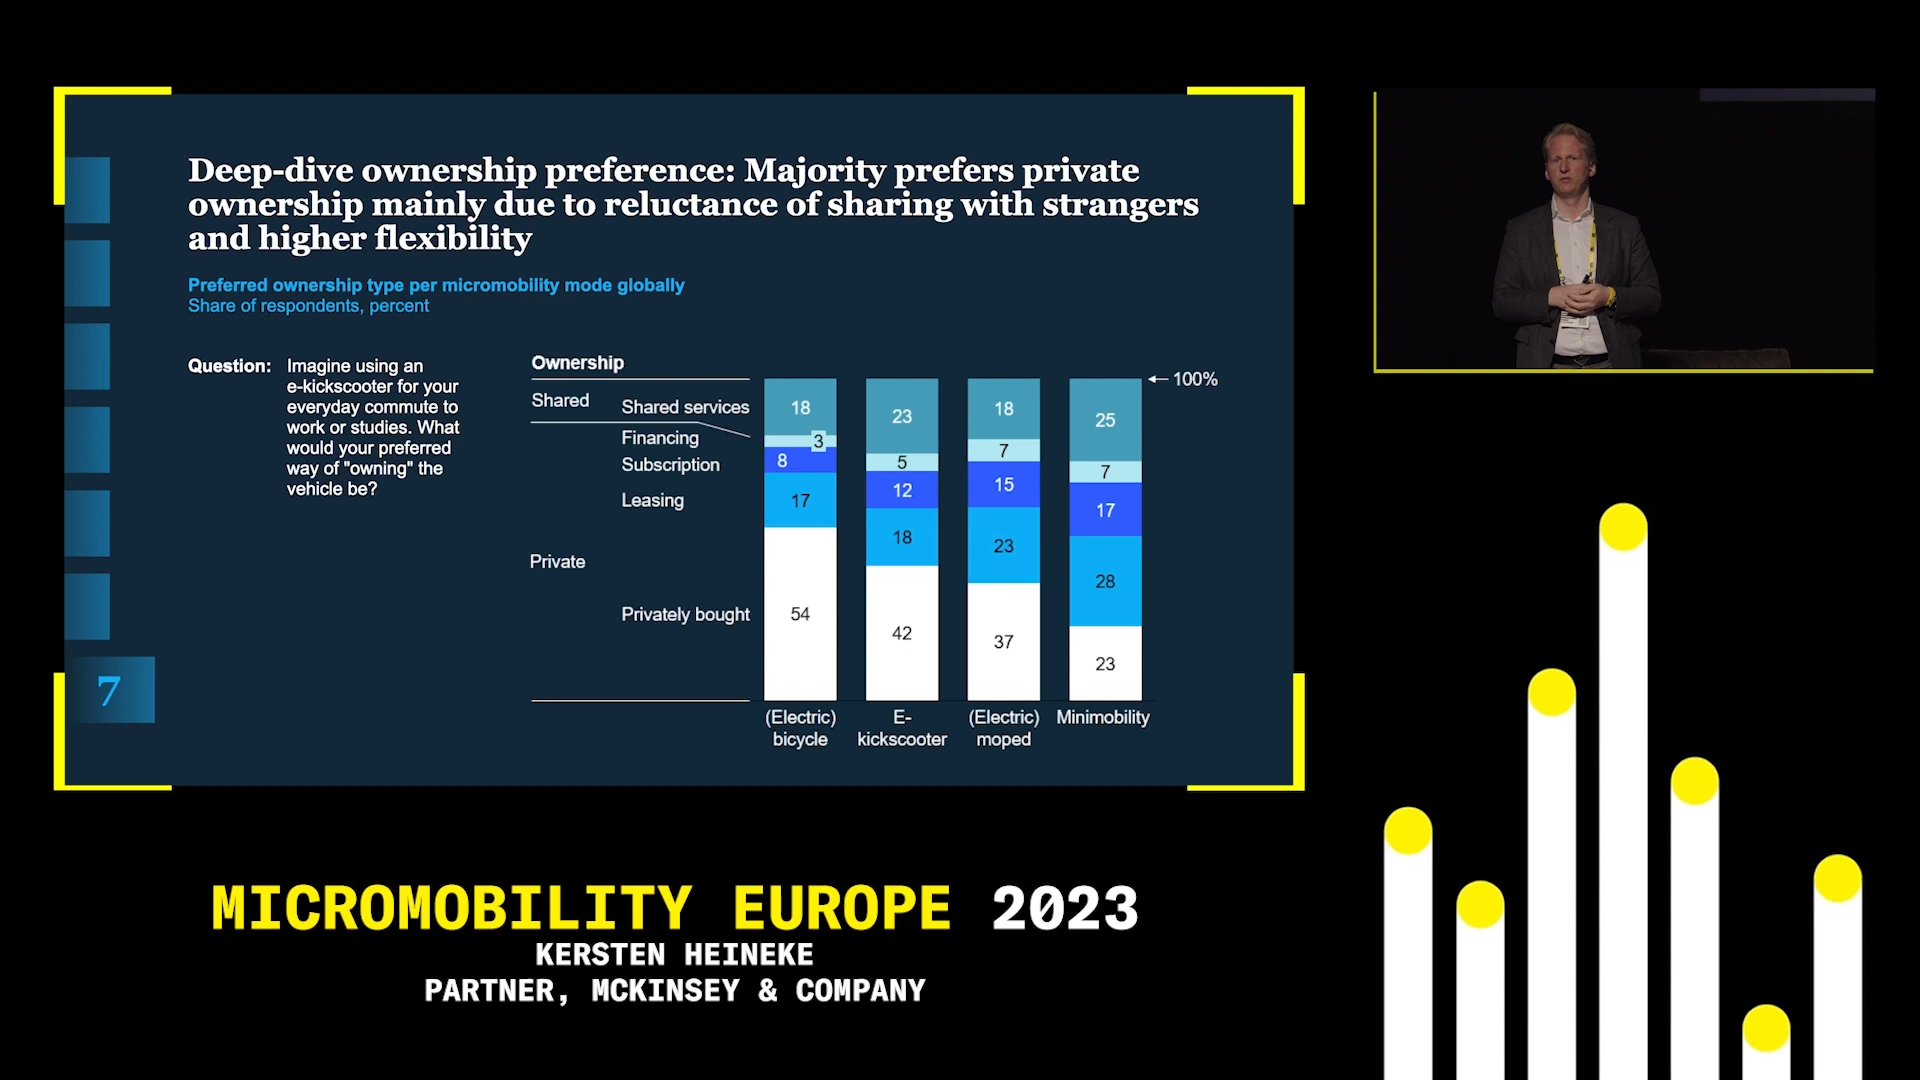 Deep-dive ownership preference: Majority prefers private
ownership mainly due to reluctance of sharing with strangers
and higher flexibility
Preferred ownership type per micromobility mode globally
Share of respondents, percent
Question: Imagine using an
e-kickscooter for your
everyday commute to
work or studies. What
would your preferred
way of "owning" the
vehicle be?
Ownership
Shared
Shared services
Financing
Subscription
Leasing
Private
Privately bought
100%
18
3
8
17
54
23
5
12
18
42
18
7
15
23
37
25
7
17
28
23
(Electric)
bicycle
E-
kickscooter
(Electric)
moped
Minimobility
7
MICROMOBILITY EUROPE 2023
KERSTEN HEINEKE
PARTNER, MCKINSEY & COMPANY